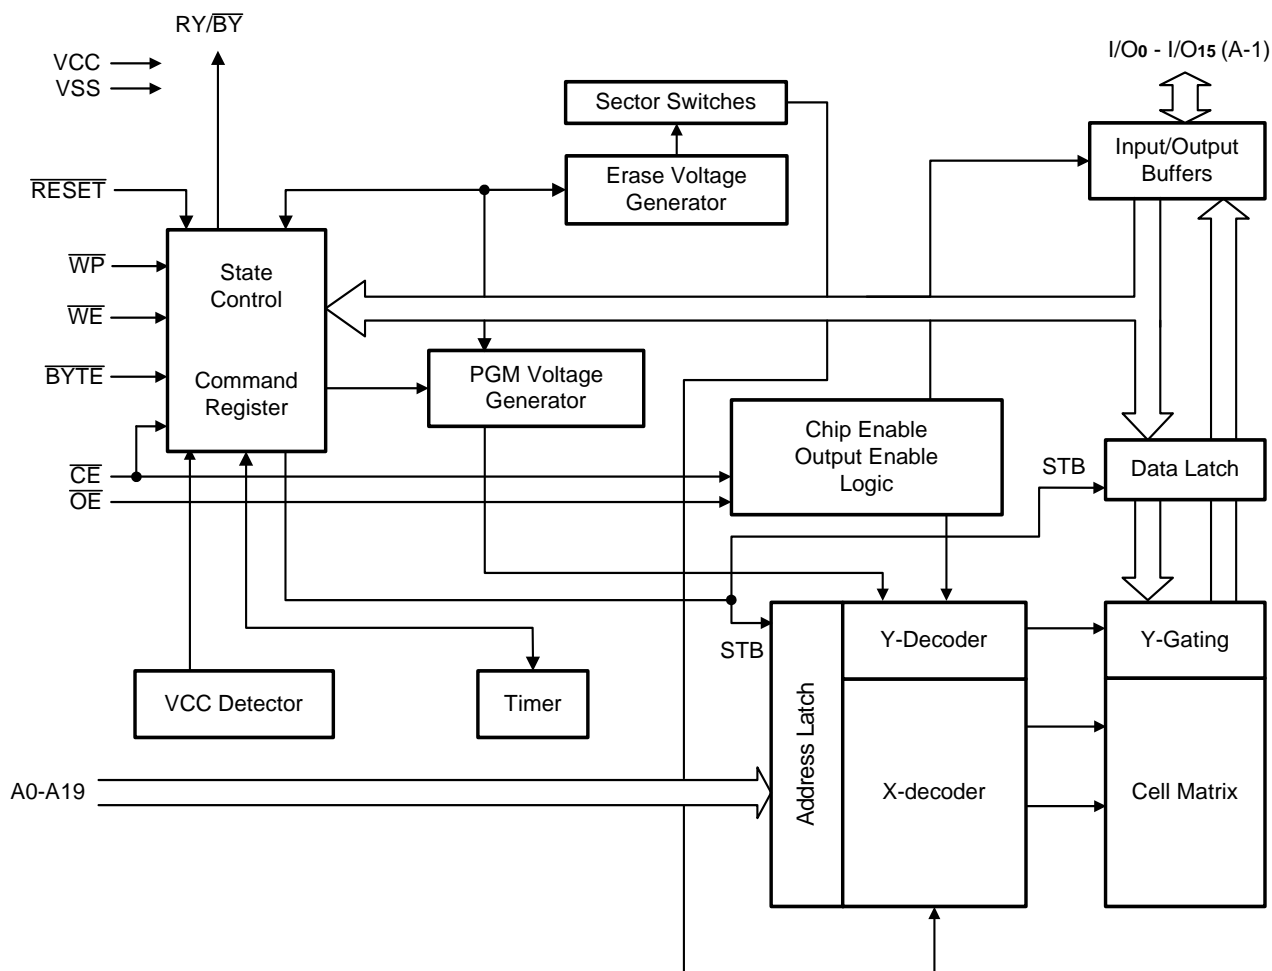 RY/BY
VCC
VSS
I/O0 - I/O15 (A-1)
Sector Switches
Input/Output
Buffers
Erase Voltage
Generator
RESET
WP
State
Control
WE
BYTE
Command
Register
PGM Voltage
Generator
Chip Enable
Output Enable
Logic
CE
OE
STB
Data Latch
STB
Y-Decoder
Y-Gating
VCC Detector
Timer
Address Latch
A0-A19
X-decoder
Cell Matrix